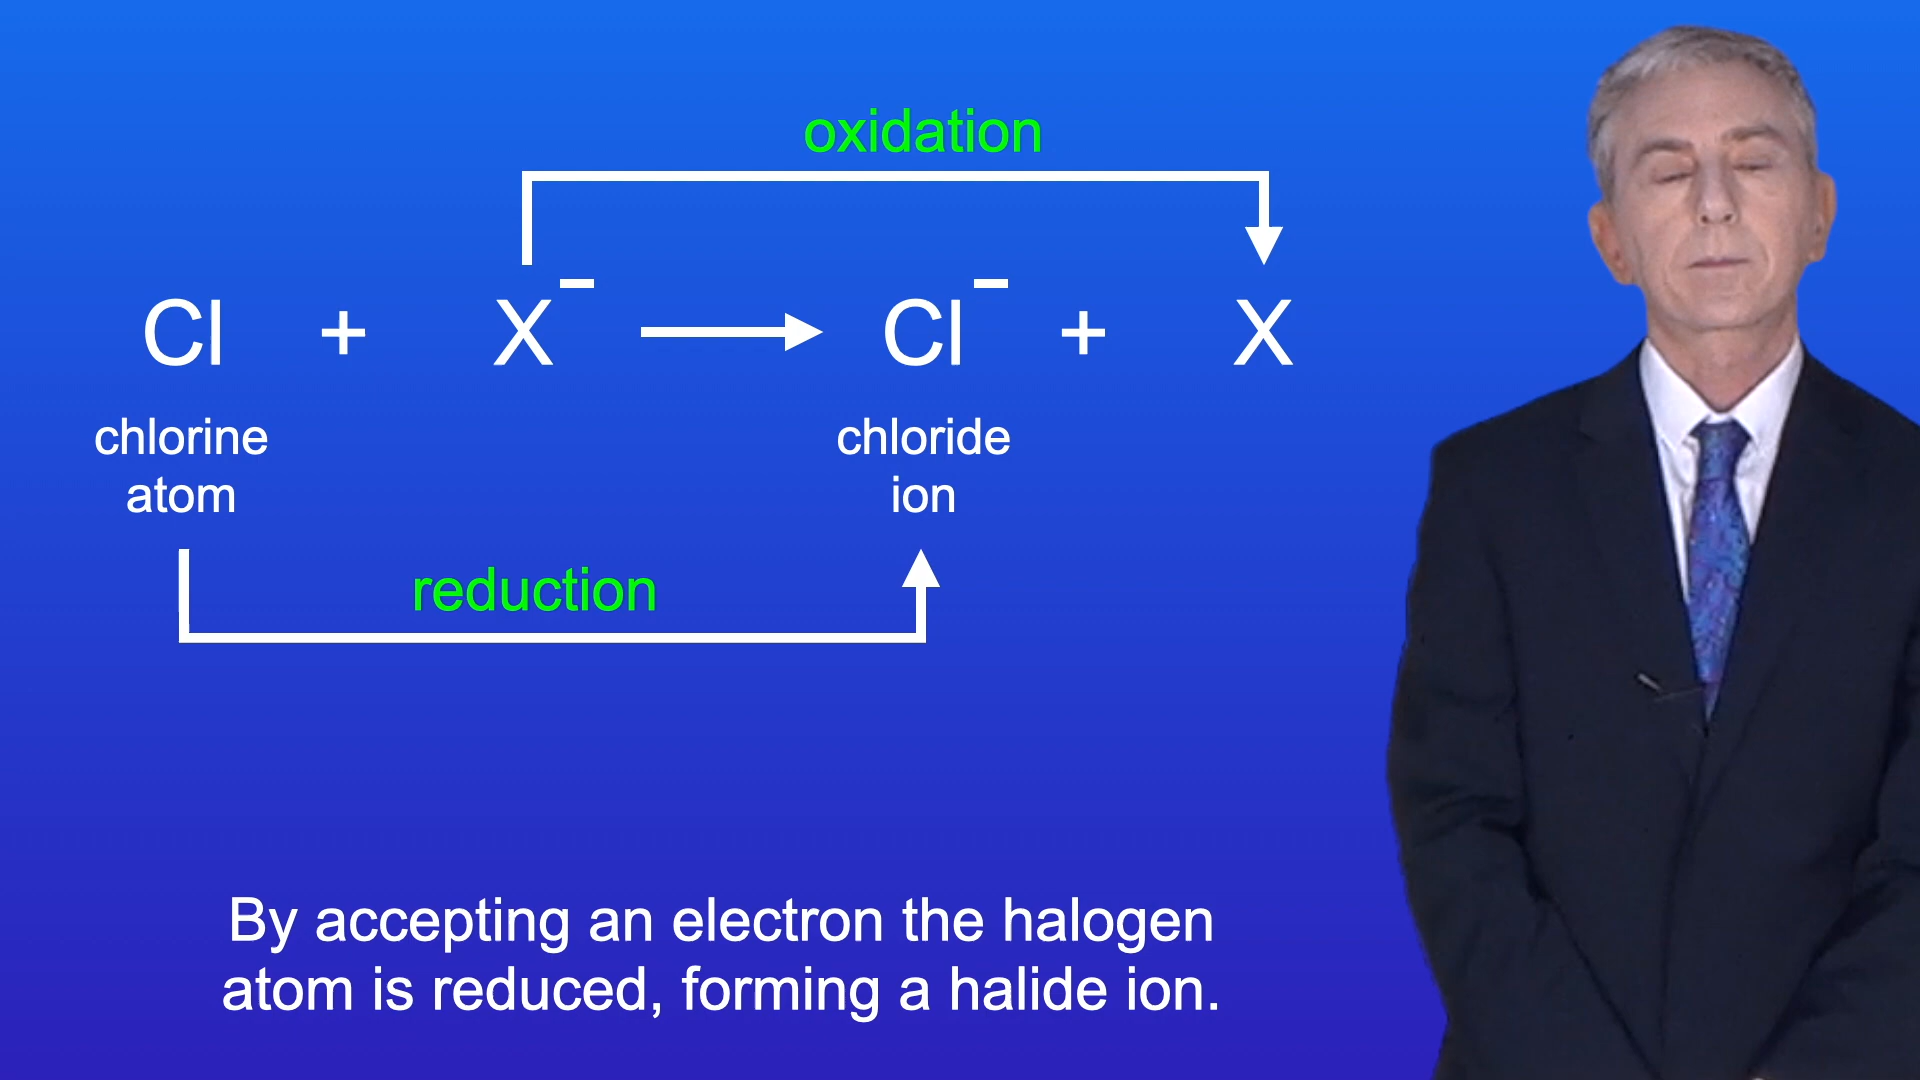 oxidation
Cl + X⁻ ⟶ Cl⁻ + X
chlorine
atom
chloride
ion
reduction
By accepting an electron the halogen
atom is reduced, forming a halide ion.